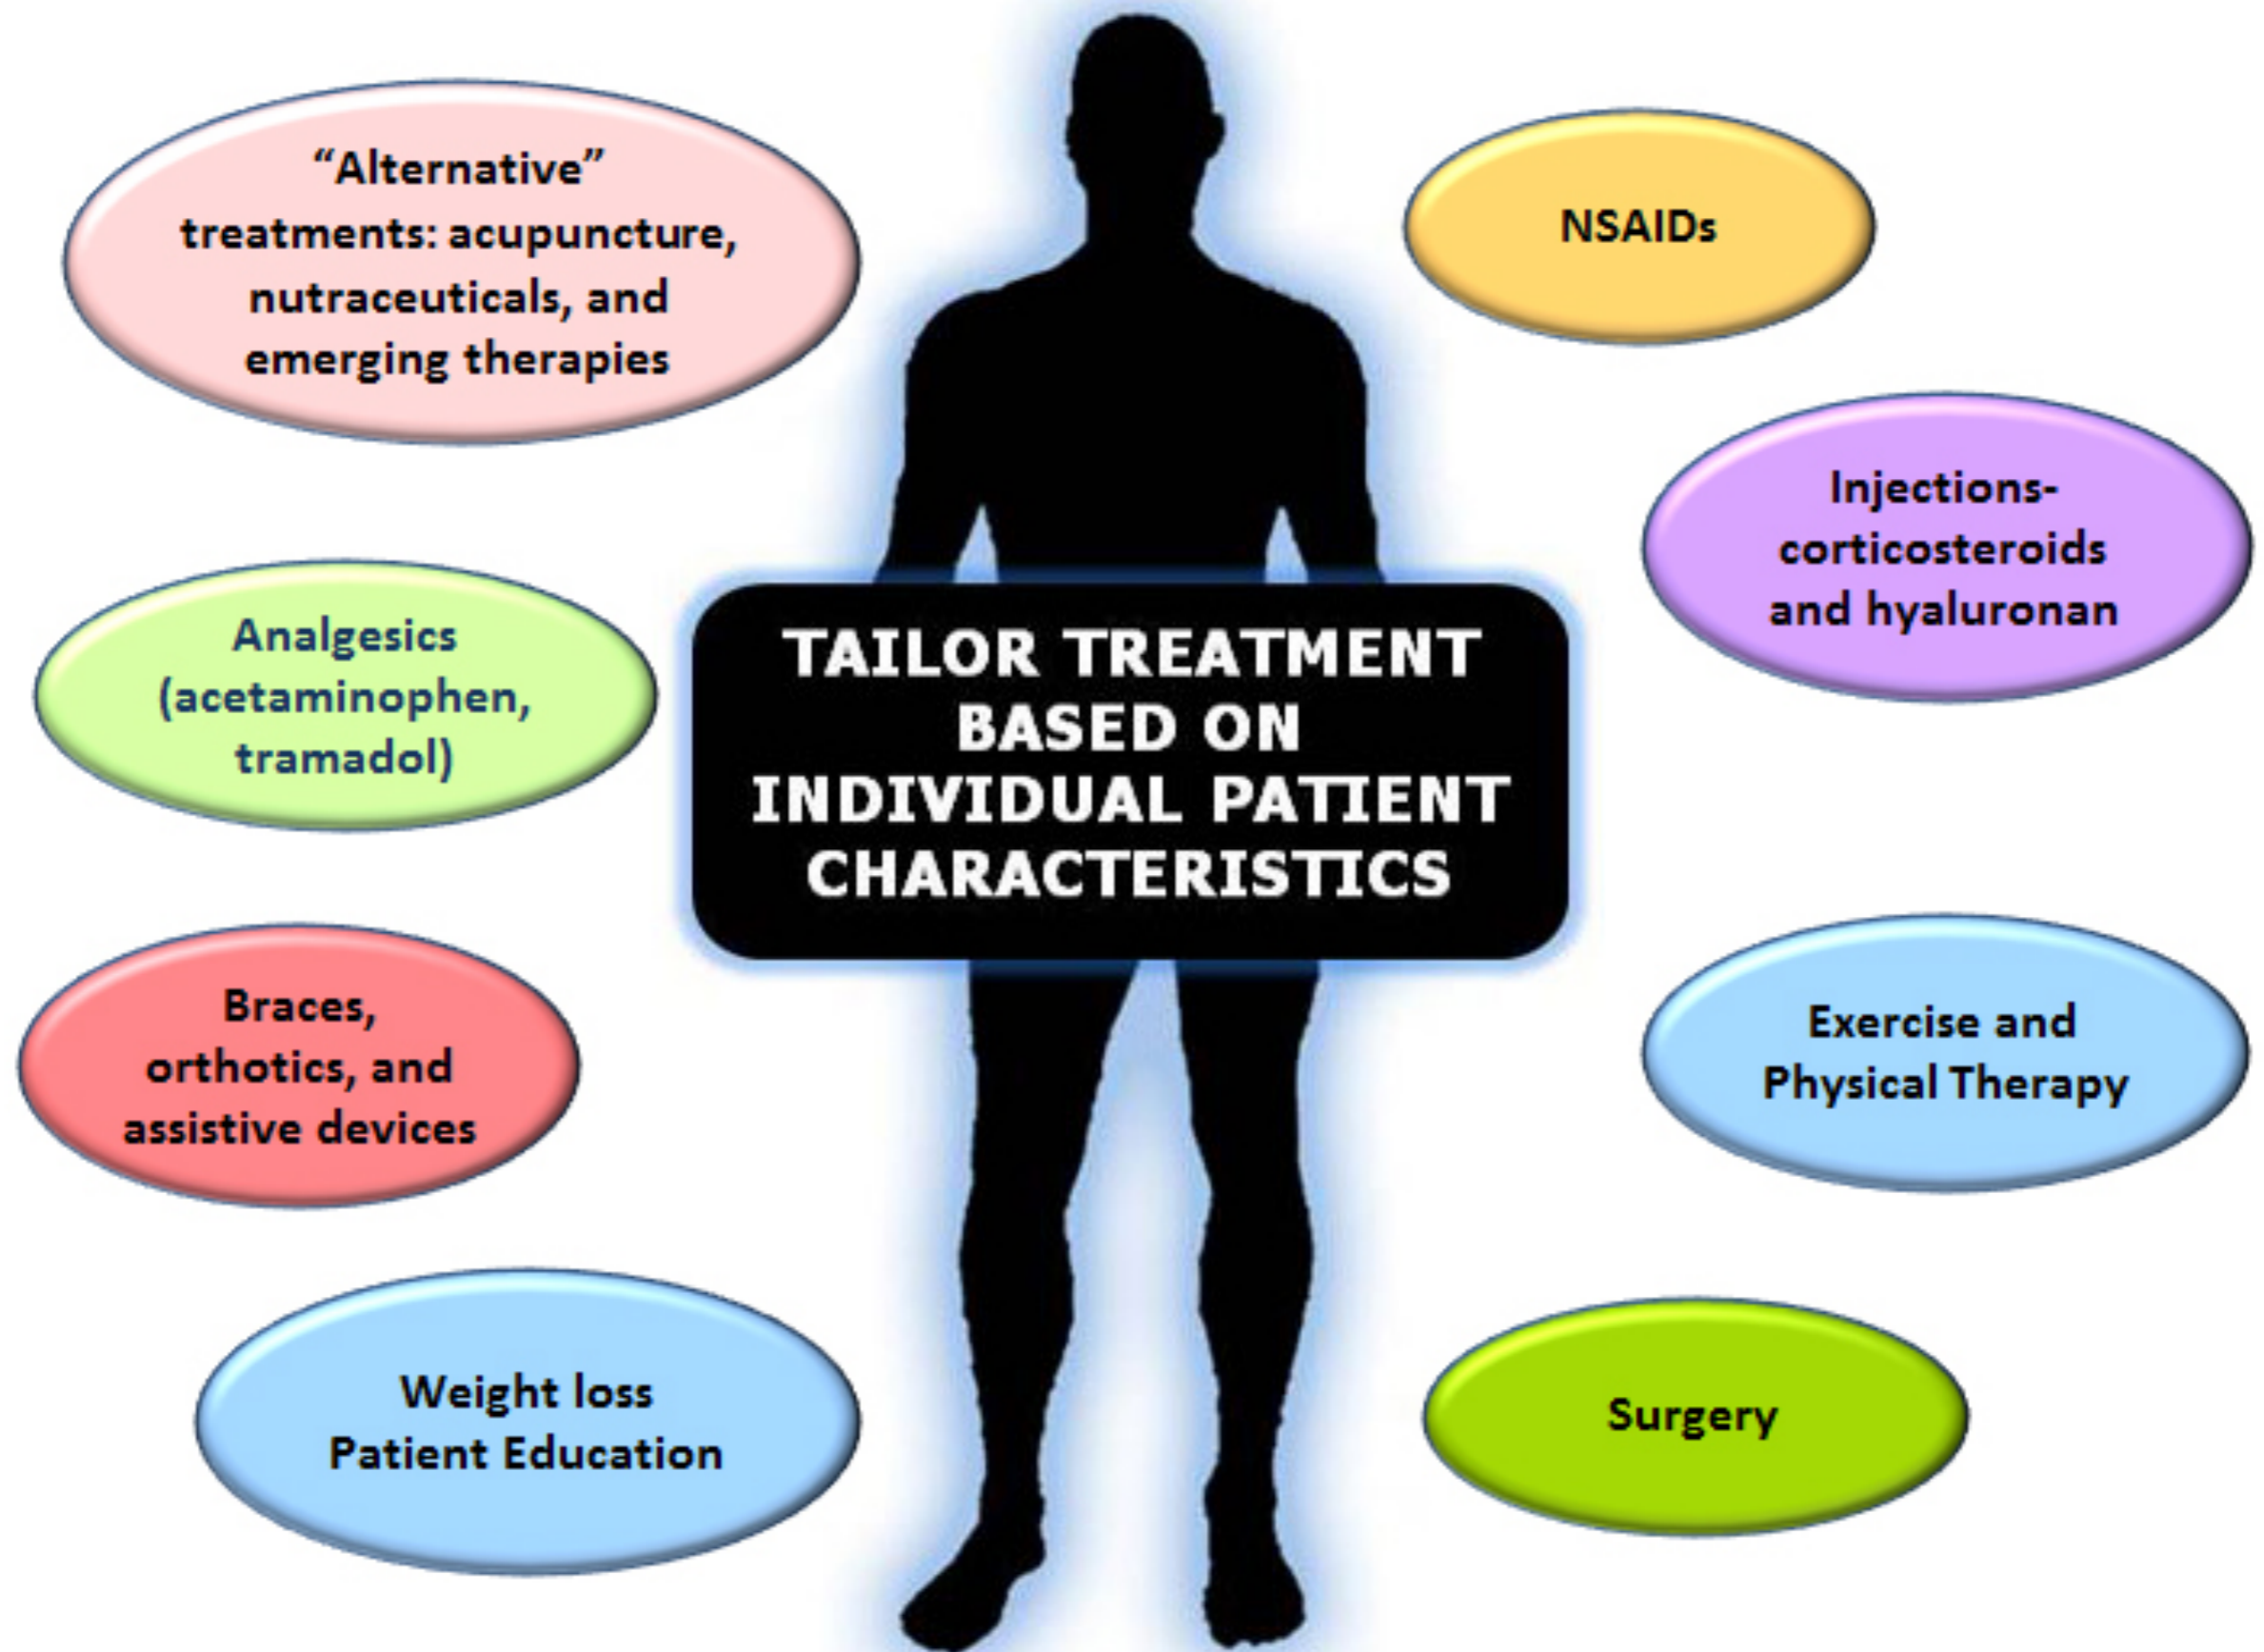 “Alternative”
treatments: acupuncture,
nutraceuticals, and
emerging therapies
NSAIDs
Injections-
corticosteroids
and hyaluronan
Analgesics
(acetaminophen,
tramadol)
TAILOR TREATMENT
BASED ON
INDIVIDUAL PATIENT
CHARACTERISTICS
Braces,
orthotics, and
assistive devices
Exercise and
Physical Therapy
Weight loss
Patient Education
Surgery